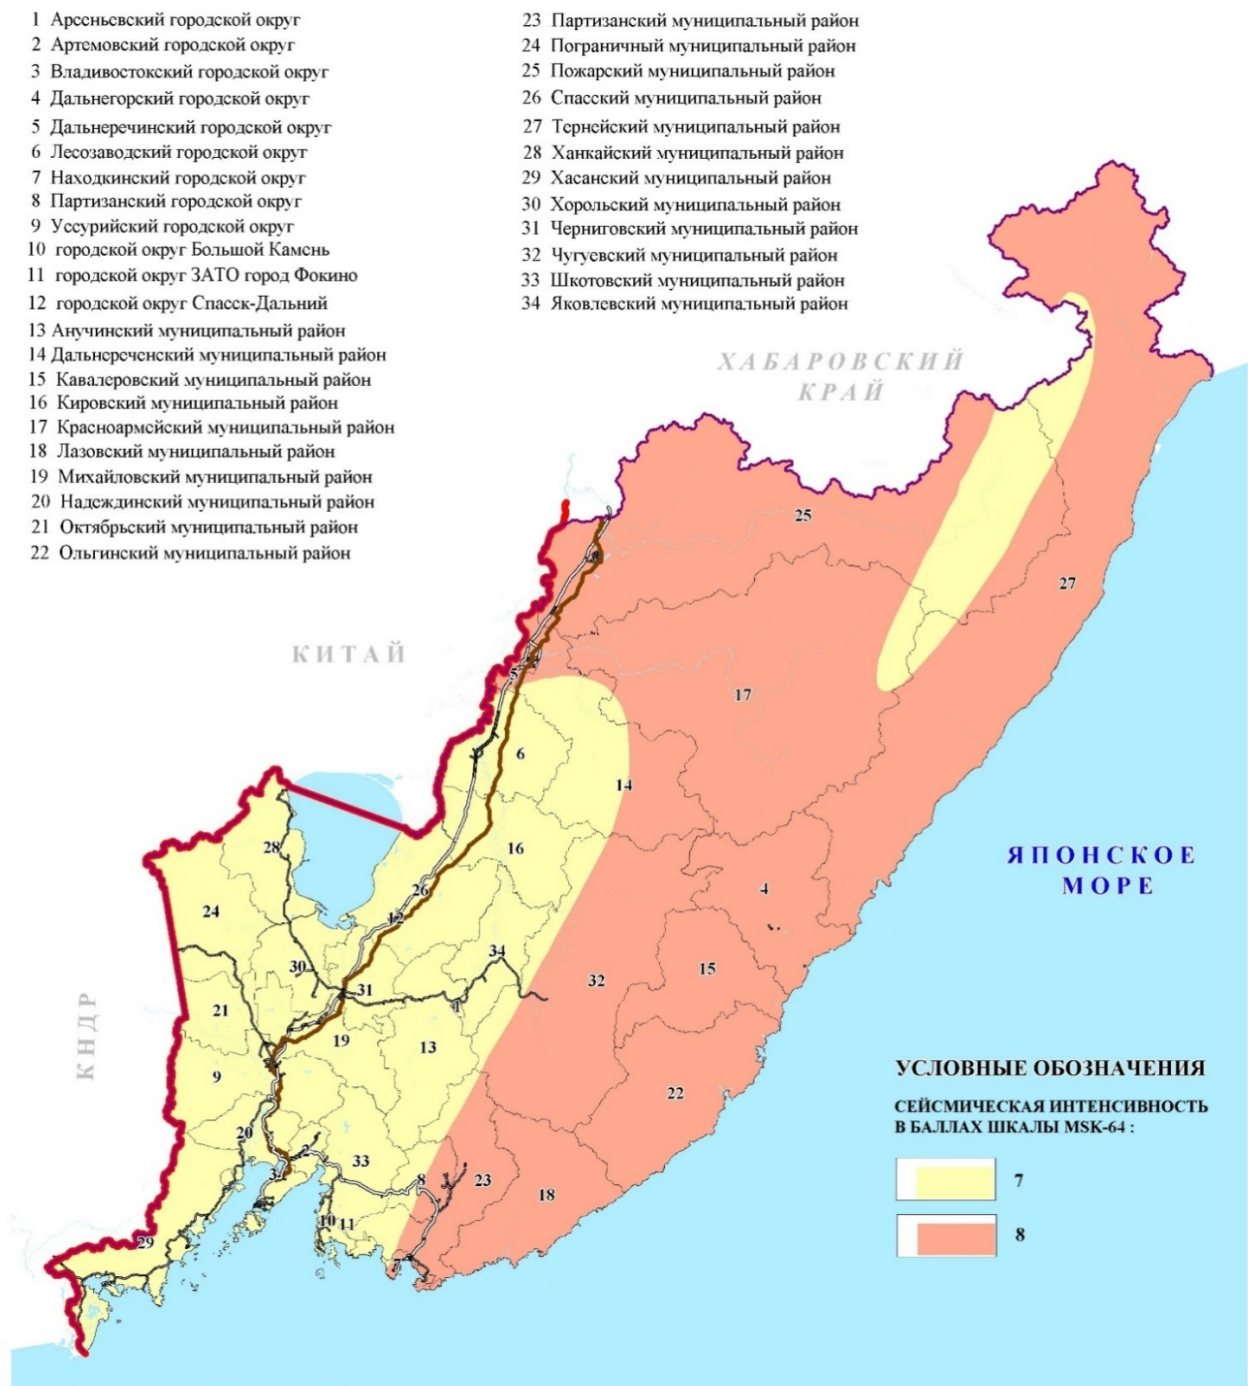 1 Арсеньевский городской округ
2 Артемовский городской округ
3 Владивостокский городской округ
4 Дальнегорский городской округ
5 Дальнеречинский городской округ
6 Лесозаводский городской округ
7 Находкинский городской округ
8 Партизанский городской округ
9 Уссурийский городской округ
10 городской округ Большой Камень
11 городской округ ЗАТО город Фокино
12 городской округ Спасск-Дальний
13 Анучинский муниципальный район
14 Дальнереченский муниципальный район
15 Кавалеровский муниципальный район
16 Кировский муниципальный район
17 Красноармейский муниципальный район
18 Лазовский муниципальный район
19 Михайловский муниципальный район
20 Надеждинский муниципальный район
21 Октябрьский муниципальный район
22 Ольгинский муниципальный район
23 Партизанский муниципальный район
24 Пограничный муниципальный район
25 Пожарский муниципальный район
26 Спасский муниципальный район
27 Тернейский муниципальный район
28 Ханкайский муниципальный район
29 Хасанский муниципальный район
30 Хорольский муниципальный район
31 Черниговский муниципальный район
32 Чугуевский муниципальный район
33 Шкотовский муниципальный район
34 Яковлевский муниципальный район
ХАБАРОВСКИЙ
КРАЙ
25
27
КИТАЙ
5
17
6
14
16
28
26
4
ЯПОНСКОЕ
МОРЕ
24
12
34
30
15
32
31
1
21
КНДР
19
13
9
22
20
2
33
3
8
23
18
10
11
29
7
УСЛОВНЫЕ ОБОЗНАЧЕНИЯ
СЕЙСМИЧЕСКАЯ ИНТЕНСИВНОСТЬ
В БАЛЛАХ ШКАЛЫ MSK-64 :
7
8